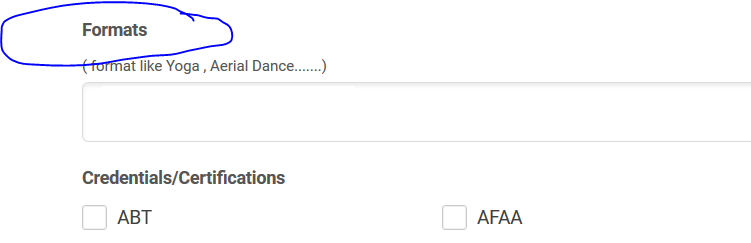 Formats
( format like Yoga , Aerial Dance.......)
Credentials/Certifications
ABT AFAA